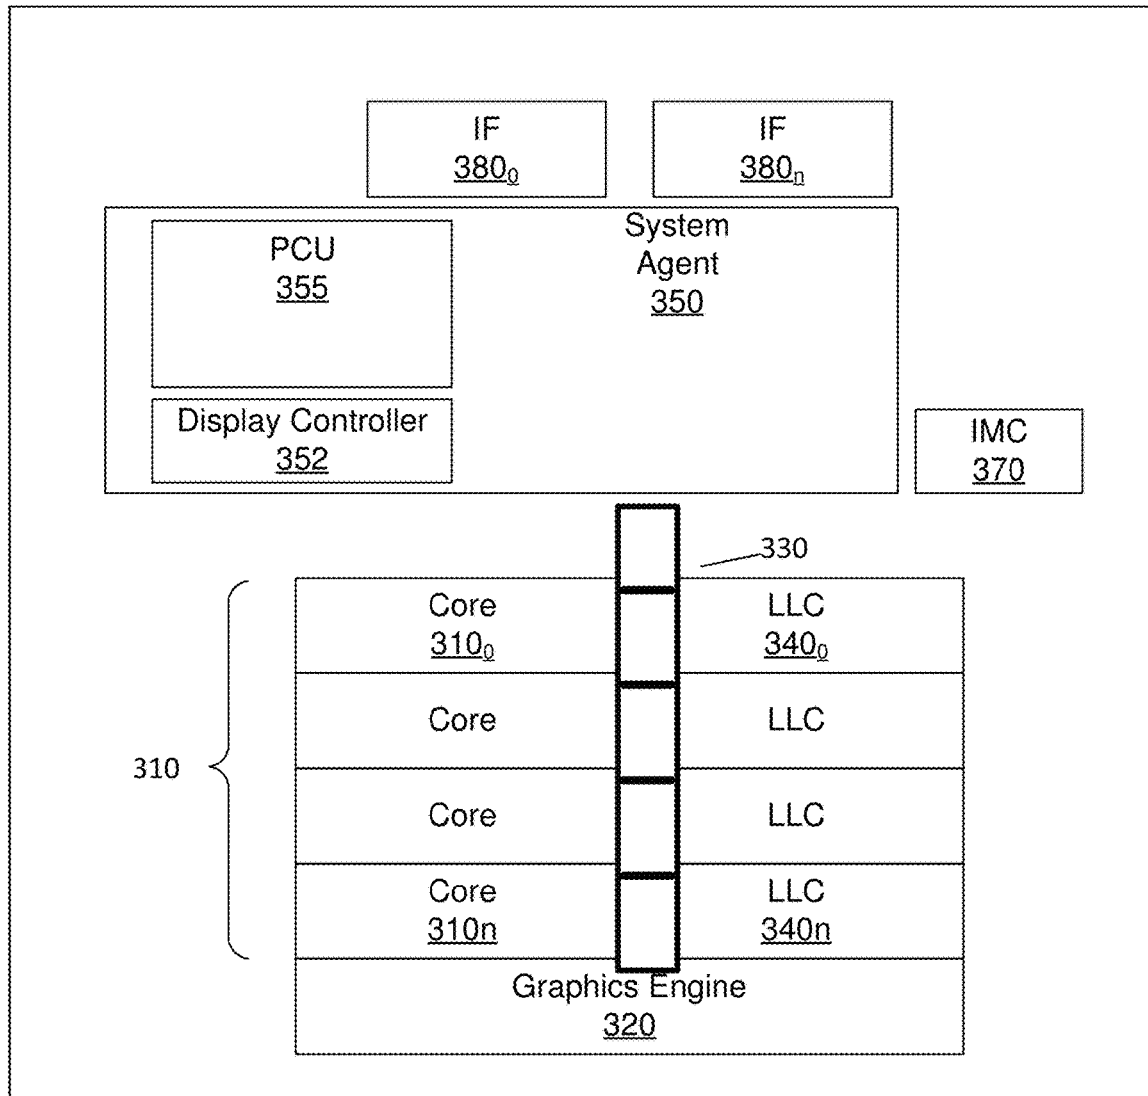 IF
380₀
IF
380ₙ
PCU
355
System
Agent
350
Display Controller
352
IMC
370
330
Core
310₀
LLC
340₀
Core
LLC
310
Core
LLC
Core
310n
LLC
340n
Graphics Engine
320